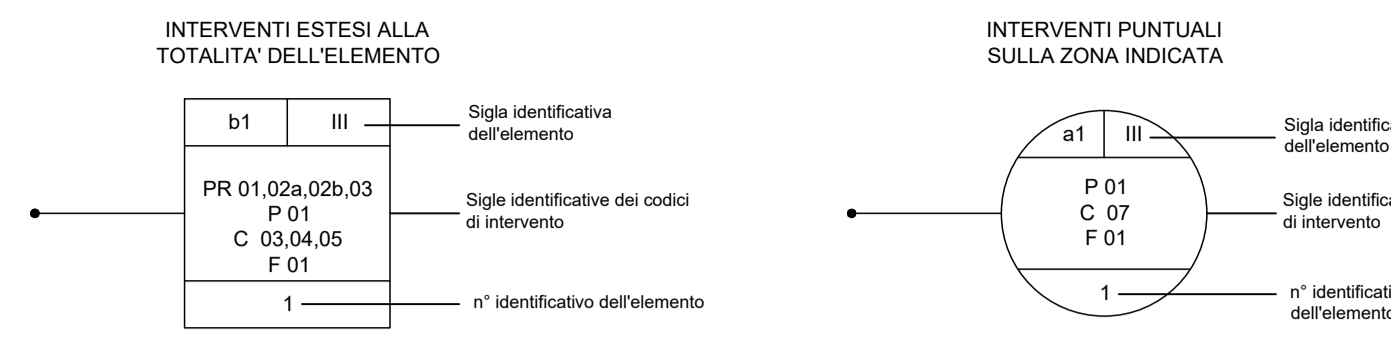 INTERVENTI ESTESI ALLA
TOTALITA' DELL'ELEMENTO
b1
III
Sigla identificativa
dell'elemento
PR 01,02a,02b,03
P 01
C 03,04,05
F 01
Sigle identificative dei codici
di intervento
1
n° identificativo dell'elemento
INTERVENTI PUNTUALI
SULLA ZONA INDICATA
a1
III
Sigla
dell'elemento
P 01
C 07
F 01
Sigle
di intervento
1
n°